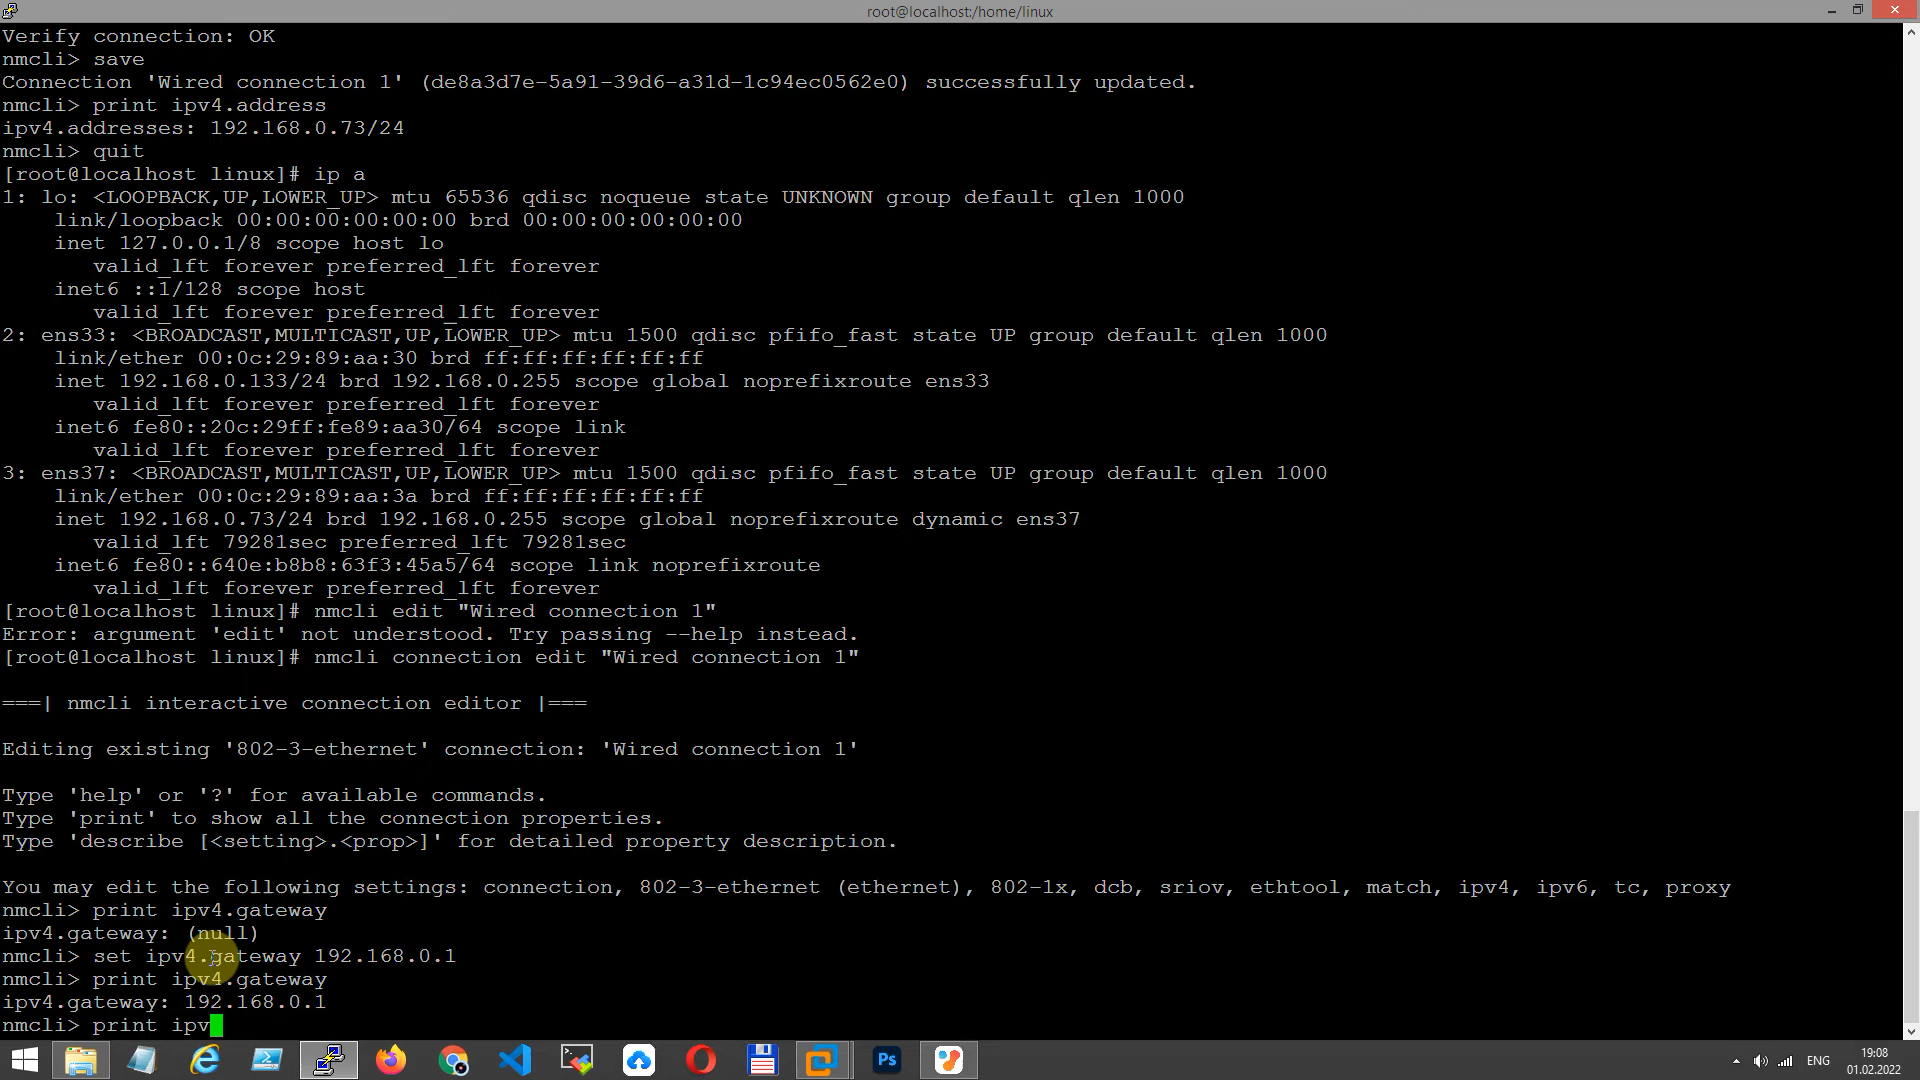 root@localhost:/home/linux
Verify connection: OK
nmcli> save
Connection 'Wired connection 1' (de8a3d7e-5a91-39d6-a31d-1c94ec0562e0) successfully updated.
nmcli> print ipv4.address
ipv4.addresses: 192.168.0.73/24
nmcli> quit
[root@localhost linux]# ip a
1: lo: <LOOPBACK,UP,LOWER_UP> mtu 65536 qdisc noqueue state UNKNOWN group default qlen 1000
    link/loopback 00:00:00:00:00:00 brd 00:00:00:00:00:00
    inet 127.0.0.1/8 scope host lo
       valid_lft forever preferred_lft forever
    inet6 ::1/128 scope host
       valid_lft forever preferred_lft forever
2: ens33: <BROADCAST,MULTICAST,UP,LOWER_UP> mtu 1500 qdisc pfifo_fast state UP group default qlen 1000
    link/ether 00:0c:29:89:aa:30 brd ff:ff:ff:ff:ff:ff
    inet 192.168.0.133/24 brd 192.168.0.255 scope global noprefixroute ens33
       valid_lft forever preferred_lft forever
    inet6 fe80::20c:29ff:fe89:aa30/64 scope link
       valid_lft forever preferred_lft forever
3: ens37: <BROADCAST,MULTICAST,UP,LOWER_UP> mtu 1500 qdisc pfifo_fast state UP group default qlen 1000
    link/ether 00:0c:29:89:aa:3a brd ff:ff:ff:ff:ff:ff
    inet 192.168.0.73/24 brd 192.168.0.255 scope global noprefixroute dynamic ens37
       valid_lft 79281sec preferred_lft 79281sec
    inet6 fe80::640e:b8b8:63f3:45a5/64 scope link noprefixroute
       valid_lft forever preferred_lft forever
[root@localhost linux]# nmcli edit "Wired connection 1"
Error: argument 'edit' not understood. Try passing --help instead.
[root@localhost linux]# nmcli connection edit "Wired connection 1"
===| nmcli interactive connection editor |===
Editing existing '802-3-ethernet' connection: 'Wired connection 1'
Type 'help' or '?' for available commands.
Type 'print' to show all the connection properties.
Type 'describe [<setting>.<prop>]' for detailed property description.
You may edit the following settings: connection, 802-3-ethernet (ethernet), 802-1x, dcb, sriov, ethtool, match, ipv4, ipv6, tc, proxy
nmcli> print ipv4.gateway
ipv4.gateway: (null)
nmcli> set ipv4.gateway 192.168.0.1
nmcli> print ipv4.gateway
ipv4.gateway: 192.168.0.1
nmcli> print ipv
Ps
ENG
19:08
01.02.2022